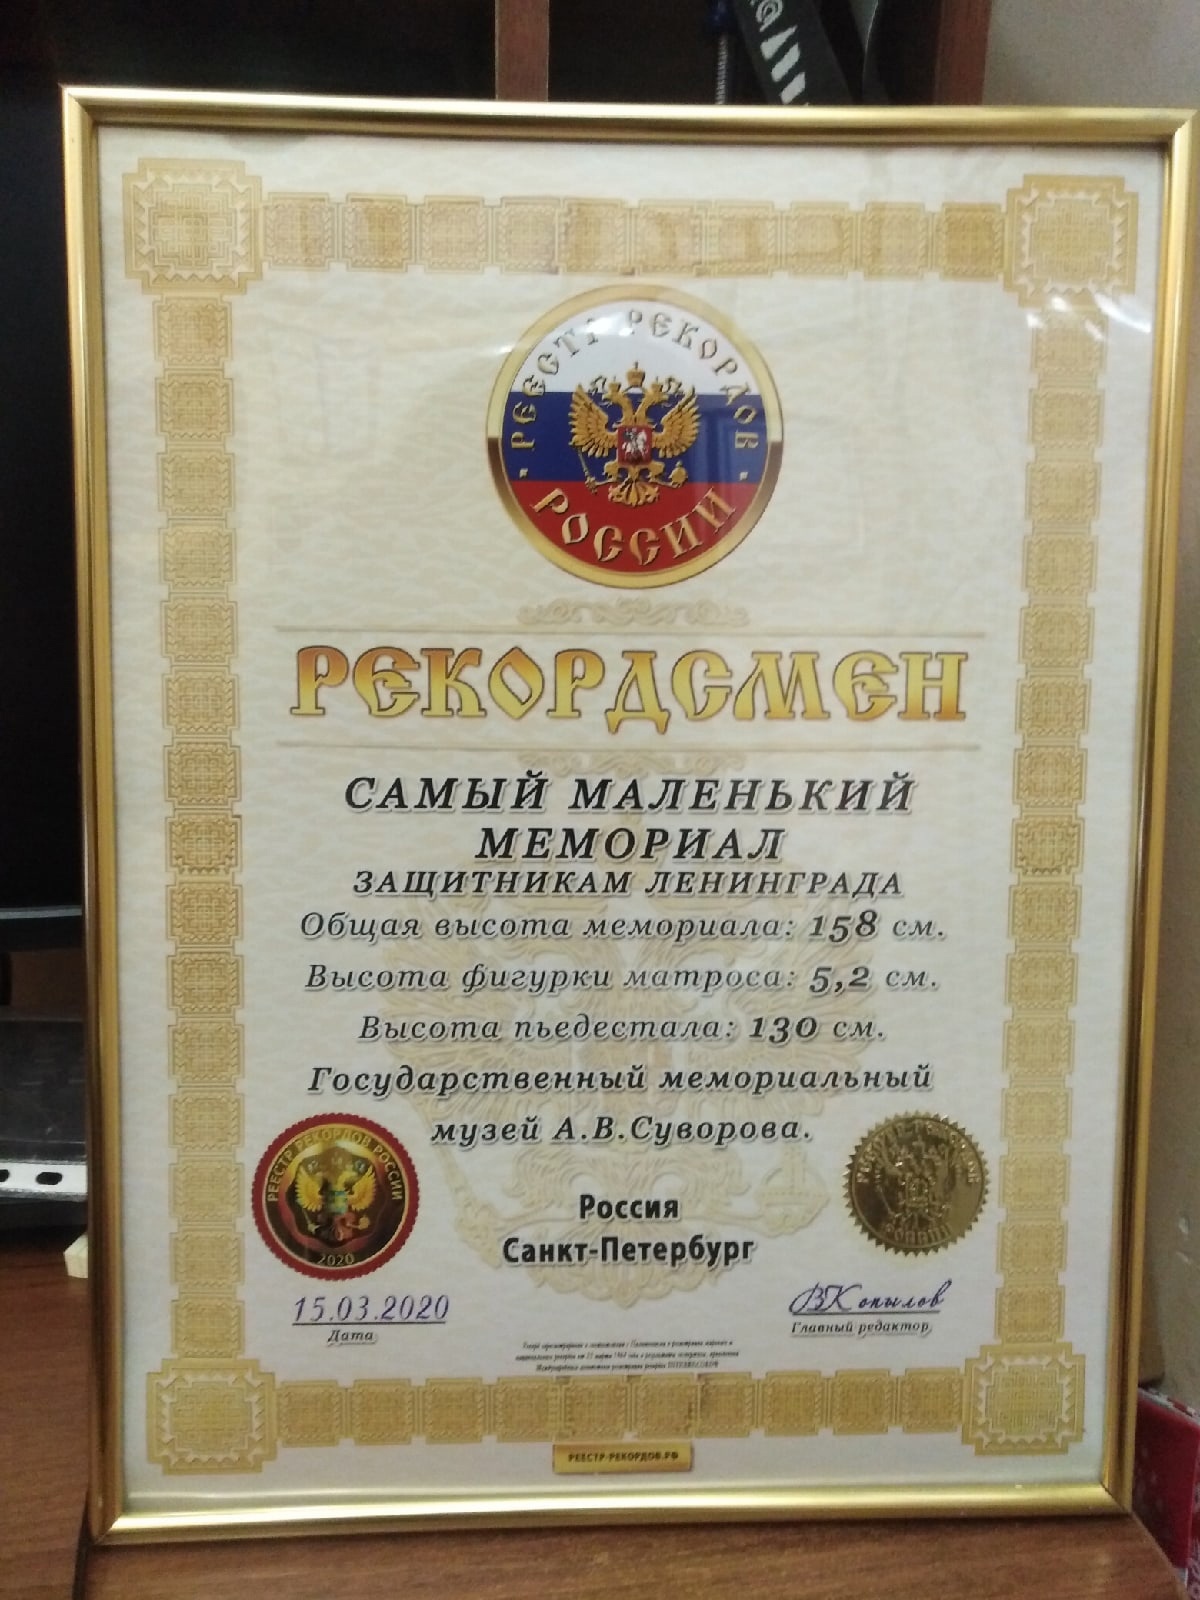 РЕЕСТР РЕКОРДОВ
РОССИИ
РЕКОРДСМЕН
САМЫЙ МАЛЕНЬКИЙ
МЕМОРИАЛ
ЗАЩИТНИКАМ ЛЕНИНГРАДА
Общая высота мемориала: 158 см.
Высота фигурки матроса: 5,2 см.
Высота пьедестала: 130 см.
Государственный мемориальный
музей А.В.Суворова.
РЕЕСТР РЕКОРДОВ РОССИИ
2020
Россия
Санкт-Петербург
15.03.2020
Дата
ВКопылов
Главный редактор
РЕЕСТР-РЕКОРДОВ.РФ